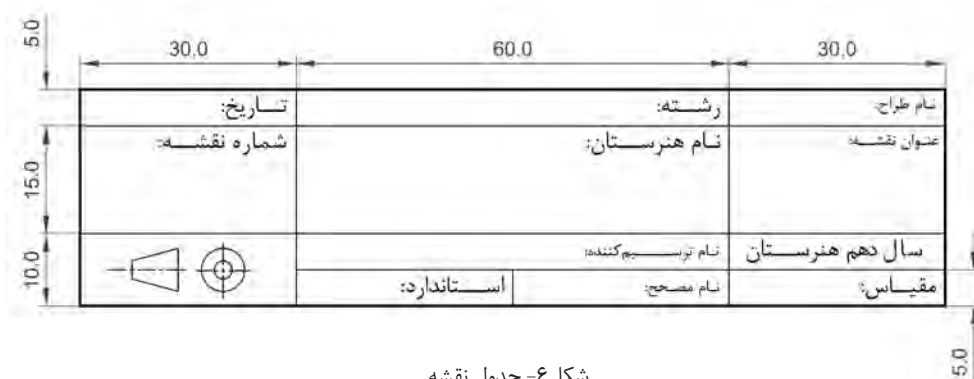 5.0
30.0 60.0 30.0
نام طراح: رشته: تاریخ:
عنوان نقشه: نام هنرستان: شماره نقشه:
15.0
سال دهم هنرستان نام ترسیم‌کننده:
10.0
مقیاس: نام مصحح: استاندارد:
5.0
شکل ۶- جدول نقشه